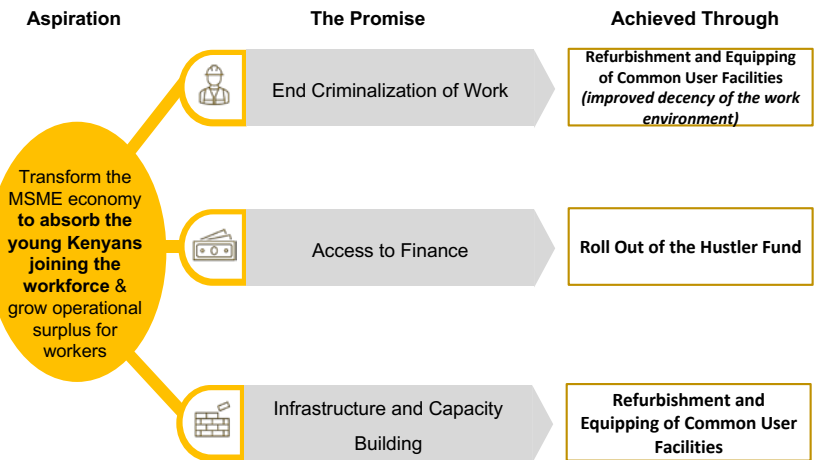 Aspiration
The Promise
Achieved Through
Transform the
MSME economy
to absorb the
young Kenyans
joining the
workforce &
grow operational
surplus for
workers
End Criminalization of Work
Refurbishment and Equipping
of Common User Facilities
(improved decency of the work
environment)
Access to Finance
Roll Out of the Hustler Fund
Infrastructure and Capacity
Building
Refurbishment and
Equipping of Common User
Facilities